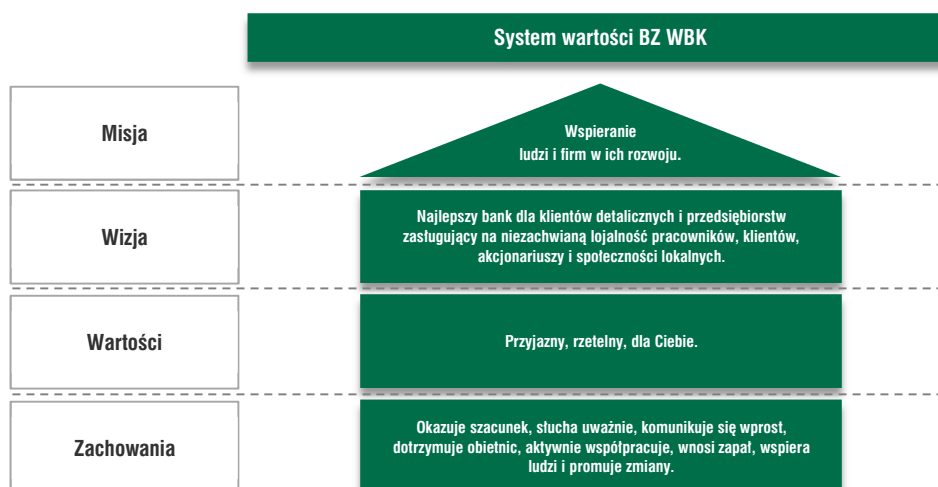 System wartości BZ WBK
Misja
Wspieranie
ludzi i firm w ich rozwoju.
Wizja
Najlepszy bank dla klientów detalicznych i przedsiębiorstw
zasługujący na niezachwianą lojalność pracowników, klientów,
akcjonariuszy i społeczności lokalnych.
Wartości
Przyjazny, rzetelny, dla Ciebie.
Zachowania
Okazuje szacunek, słucha uważnie, komunikuje się wprost,
dotrzymuje obietnic, aktywnie współpracuje, wnosi zapał, wspiera
ludzi i promuje zmiany.